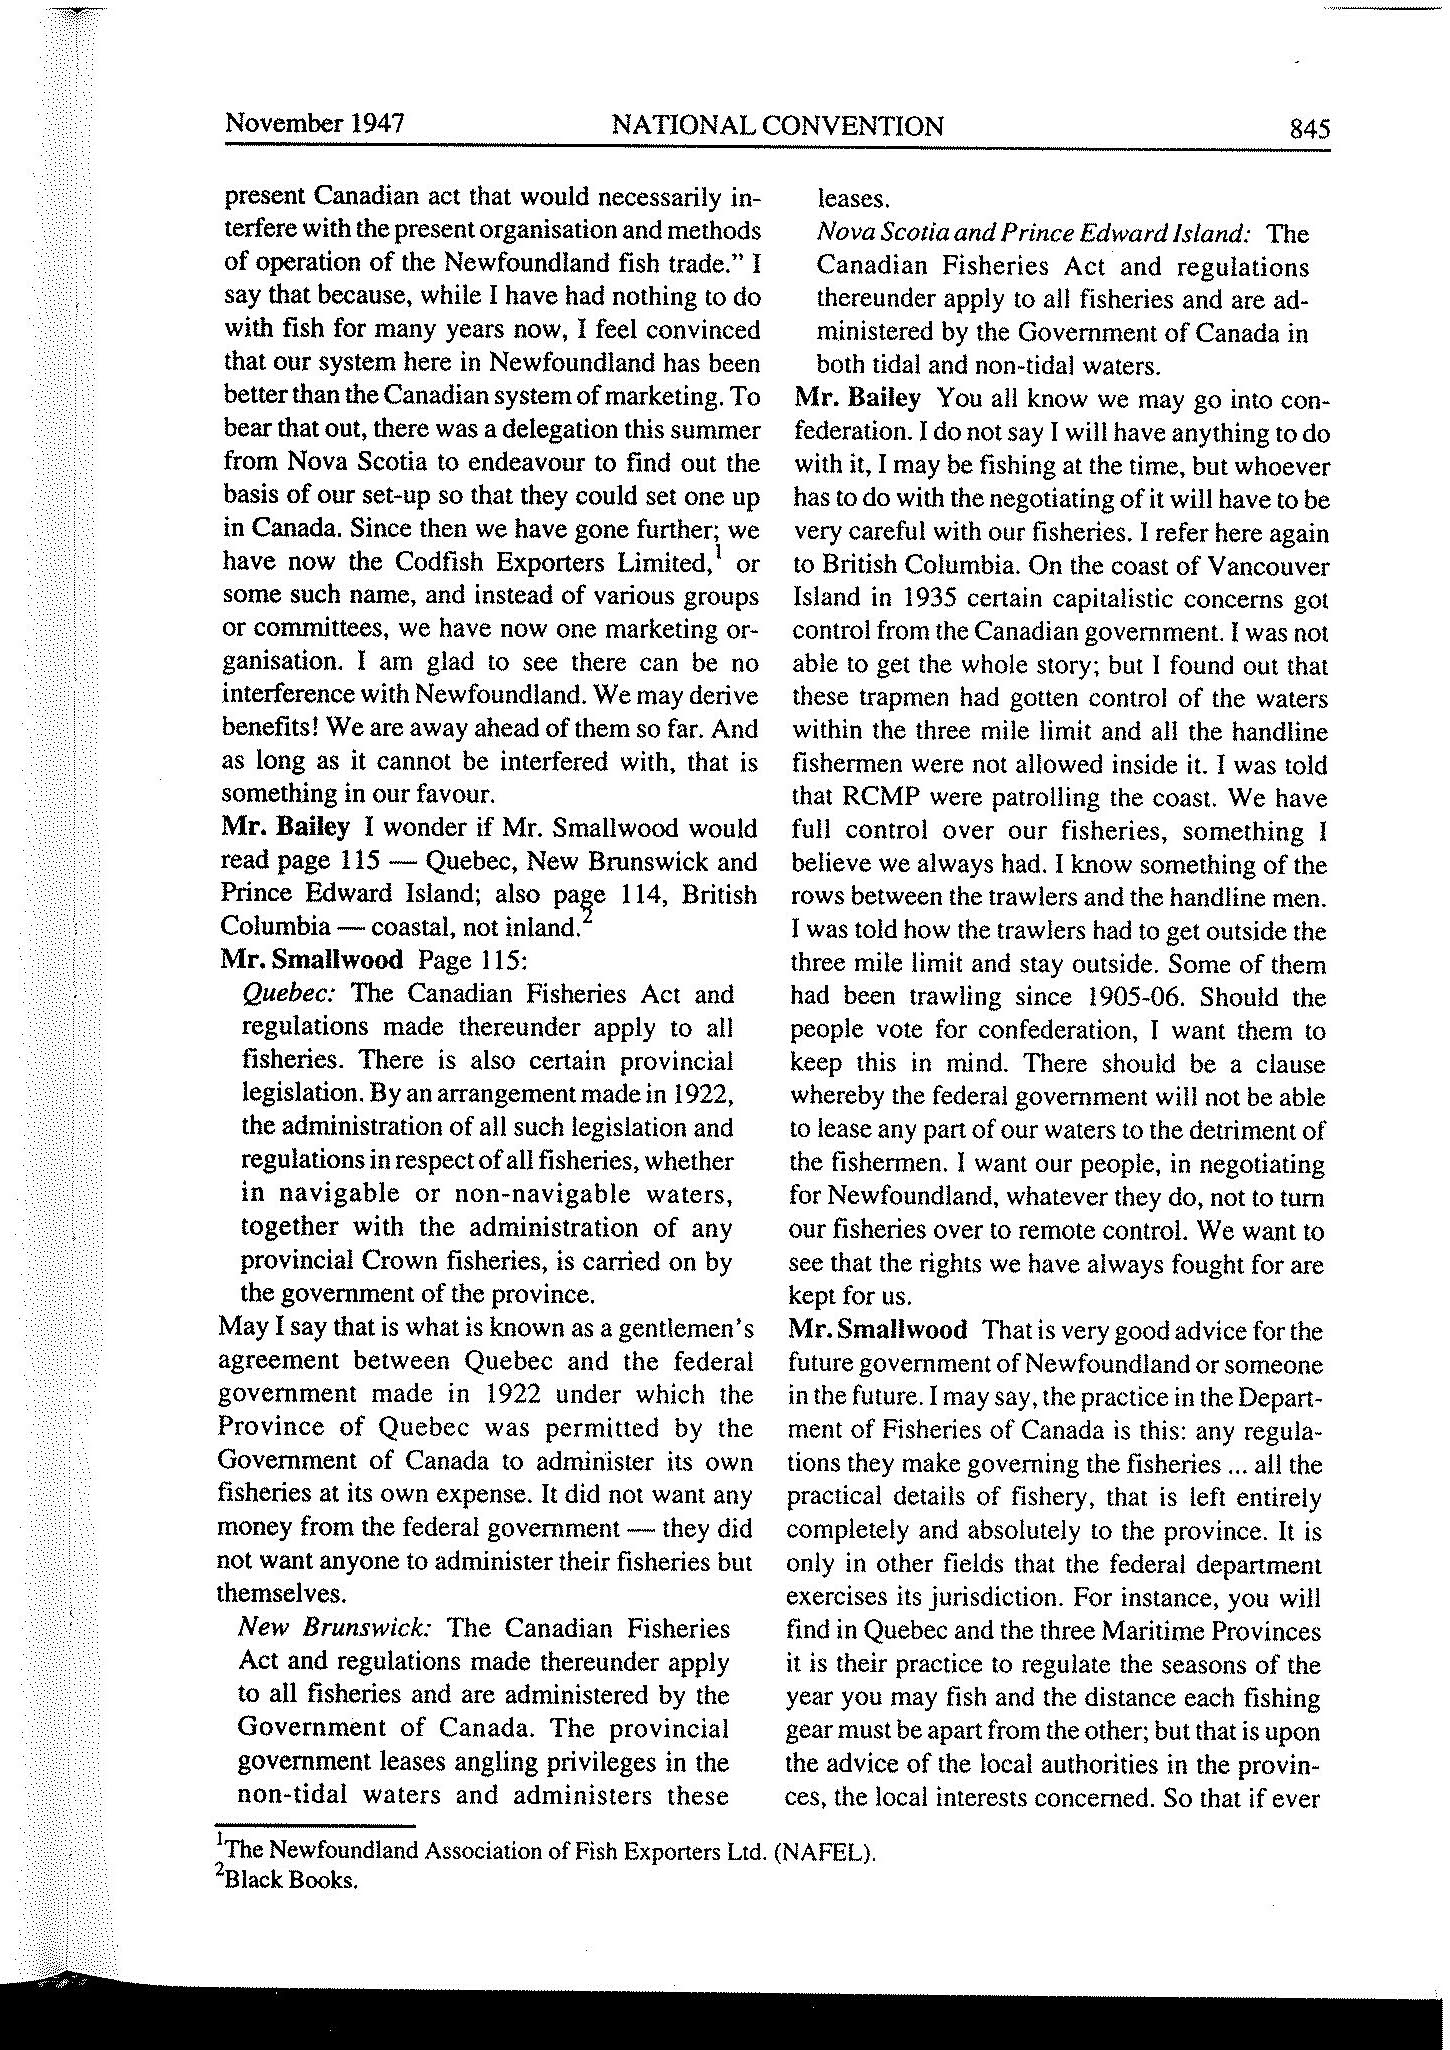 November 1947 NATIONAL CONVENTION 845
present Canadian act that would necessarily in-
terfere with the present organisation and methods
of operation of the Newfoundland fish trade." I
say that because, while I have had nothing to do
with fish for many years now, I feel convinced
that our system here in Newfoundland has been
better than the Canadian system of marketing. To
bear that out, there was a delegation this summer
from Nova Scotia to endeavour to find out the
basis of our set-up so that they could set one up
in Canada. Since then we have gone further; we
have now the Codfish Exporters Limited,1 or
some such name, and instead of various groups
or committees, we have now one marketing or-
ganisation. I am glad to see there can be no
interference with Newfoundland. We may derive
benefits! We are away ahead of them so far. And
as long as it cannot be interfered with, that is
something in our favour.
Mr. Bailey I wonder if Mr. Smallwood would
read page 115 — Quebec, New Brunswick and
Prince Edward Island; also page 114, British
Columbia — coastal, not inland.2
Mr. Smallwood Page 115:
Quebec: The Canadian Fisheries Act and
regulations made thereunder apply to all
fisheries. There is also certain provincial
legislation. By an arrangement made in 1922,
the administration of all such legislation and
regulations in respect of all fisheries, whether
in navigable or non-navigable waters,
together with the administration of any
provincial Crown fisheries, is carried on by
the government of the province.
May I say that is what is known as a gentlemen's
agreement between Quebec and the federal
government made in 1922 under which the
Province of Quebec was permitted by the
Government of Canada to administer its own
fisheries at its own expense. It did not want any
money from the federal government — they did
not want anyone to administer their fisheries but
themselves.
New Brunswick: The Canadian Fisheries
Act and regulations made thereunder apply
to all fisheries and are administered by the
Government of Canada. The provincial
government leases angling privileges in the
non-tidal waters and administers these
leases.
Nova Scotia and Prince Edward Island: The
Canadian Fisheries Act and regulations
thereunder apply to all fisheries and are ad-
ministered by the Government of Canada in
both tidal and non-tidal waters.
Mr. Bailey You all know we may go into con-
federation. I do not say I will have anything to do
with it, I may be fishing at the time, but whoever
has to do with the negotiating of it will have to be
very careful with our fisheries. I refer here again
to British Columbia. On the coast of Vancouver
Island in 1935 certain capitalistic concerns got
control from the Canadian government. I was not
able to get the whole story; but I found out that
these trapmen had gotten control of the waters
within the three mile limit and all the handline
fishermen were not allowed inside it. I was told
that RCMP were patrolling the coast. We have
full control over our fisheries, something I
believe we always had. I know something of the
rows between the trawlers and the handline men.
I was told how the trawlers had to get outside the
three mile limit and stay outside. Some of them
had been trawling since 1905-06. Should the
people vote for confederation, I want them to
keep this in mind. There should be a clause
whereby the federal government will not be able
to lease any part of our waters to the detriment of
the fishermen. I want our people, in negotiating
for Newfoundland, whatever they do, not to turn
our fisheries over to remote control. We want to
see that the rights we have always fought for are
kept for us.
Mr. Smallwood That is very good advice for the
future government of Newfoundland or someone
in the future. I may say, the practice in the Depart-
ment of Fisheries of Canada is this: any regula-
tions they make governing the fisheries ... all the
practical details of fishery, that is left entirely
completely and absolutely to the province. It is
only in other fields that the federal department
exercises its jurisdiction. For instance, you will
find in Quebec and the three Maritime Provinces
it is their practice to regulate the seasons of the
year you may fish and the distance each fishing
gear must be apart from the other; but that is upon
the advice of the local authorities in the provin-
ces, the local interests concerned. So that if ever
1The Newfoundland Association of Fish Exporters Ltd. (NAFEL).
2Black Books.